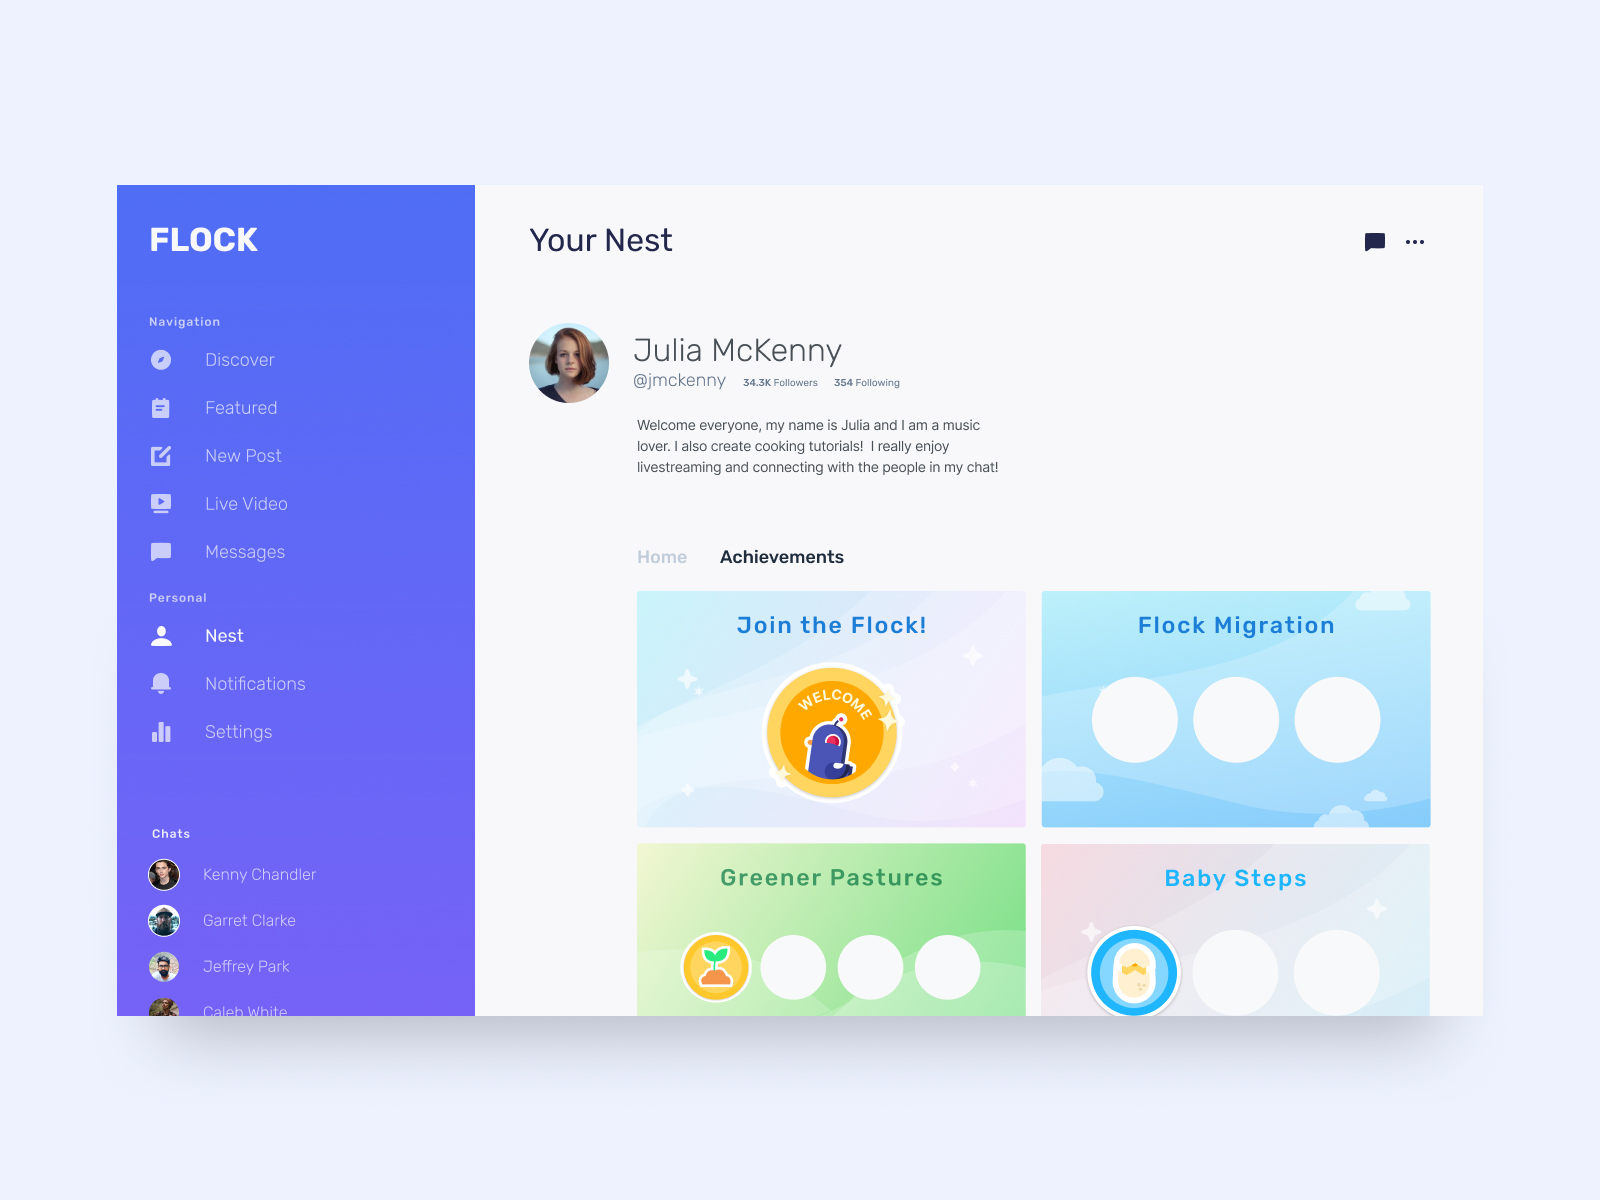 FLOCK
Navigation
Discover
Featured
New Post
Live Video
Messages
Personal
Nest
Notifications
Settings
Chats
Kenny Chandler
Garret Clarke
Jeffrey Park
Caleb White
Your Nest
Julia McKenny
@jmckenny 34.3K Followers 354 Following
Welcome everyone, my name is Julia and I am a music
lover. I also create cooking tutorials!  I really enjoy
livestreaming and connecting with the people in my chat!
Home Achievements
Join the Flock!
WELCOME
Flock Migration
Greener Pastures
Baby Steps